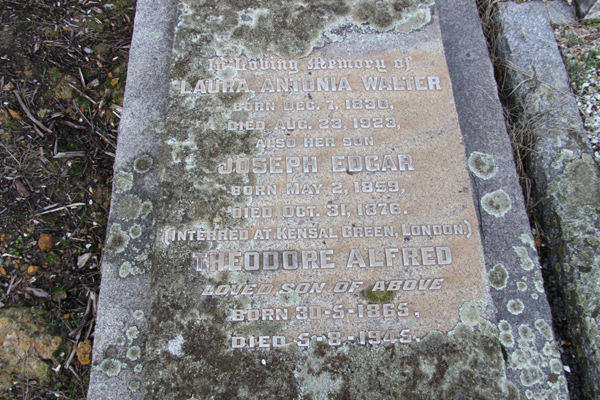 In Loving Memory of
LAURA ANTONIA WALTER
BORN DEC. 7, 1830,
DIED AUG. 23, 1923,
ALSO HER SON
JOSEPH EDGAR
BORN MAY 2, 1859,
DIED OCT. 31, 1876.
(INTERRED AT KENSAL GREEN, LONDON.)
THEODORE ALFRED
LOVED SON OF ABOVE
BORN 30-5-1865.
DIED 5-8-1945.